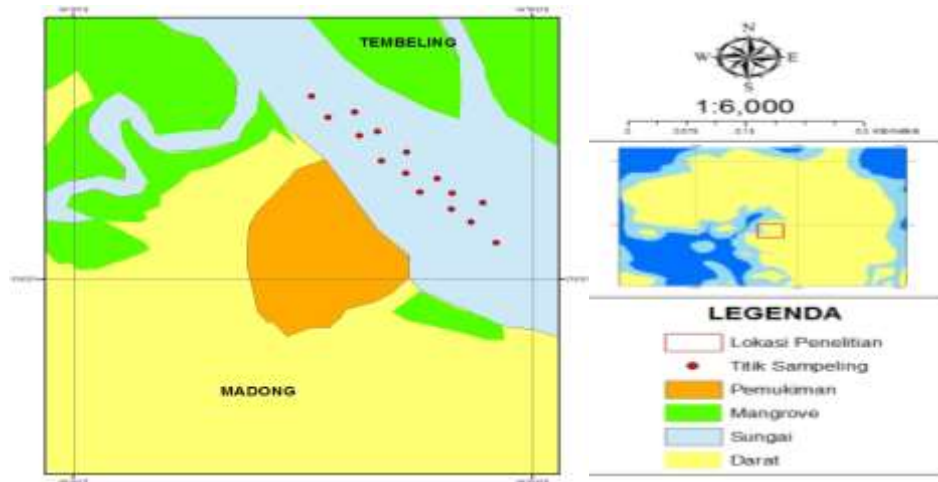 TEMBELING
MADONG
N
W E
S
1:6,000
LEGENDA
Lokasi Penelitian
Titik Sampeling
Pemukiman
Mangrove
Sungai
Darat